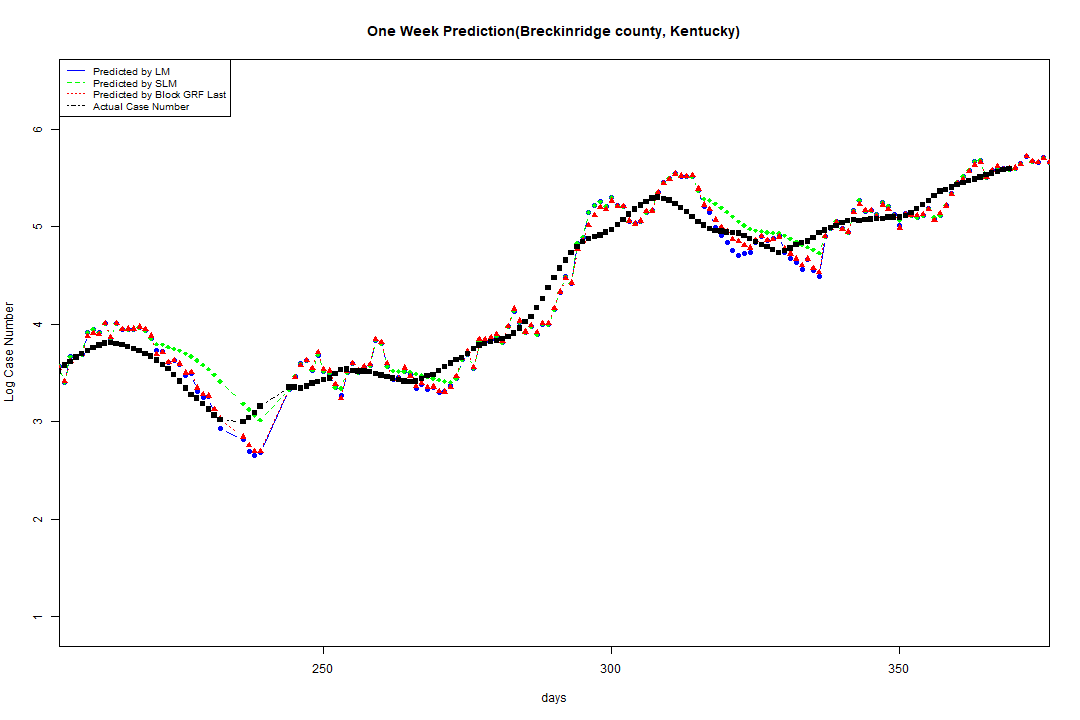 One Week Prediction(Breckinridge county, Kentucky)
Predicted by LM
Predicted by SLM
Predicted by Block GRF Last
Actual Case Number
6
5
4
3
2
1
Log Case Number
250
300
350
days